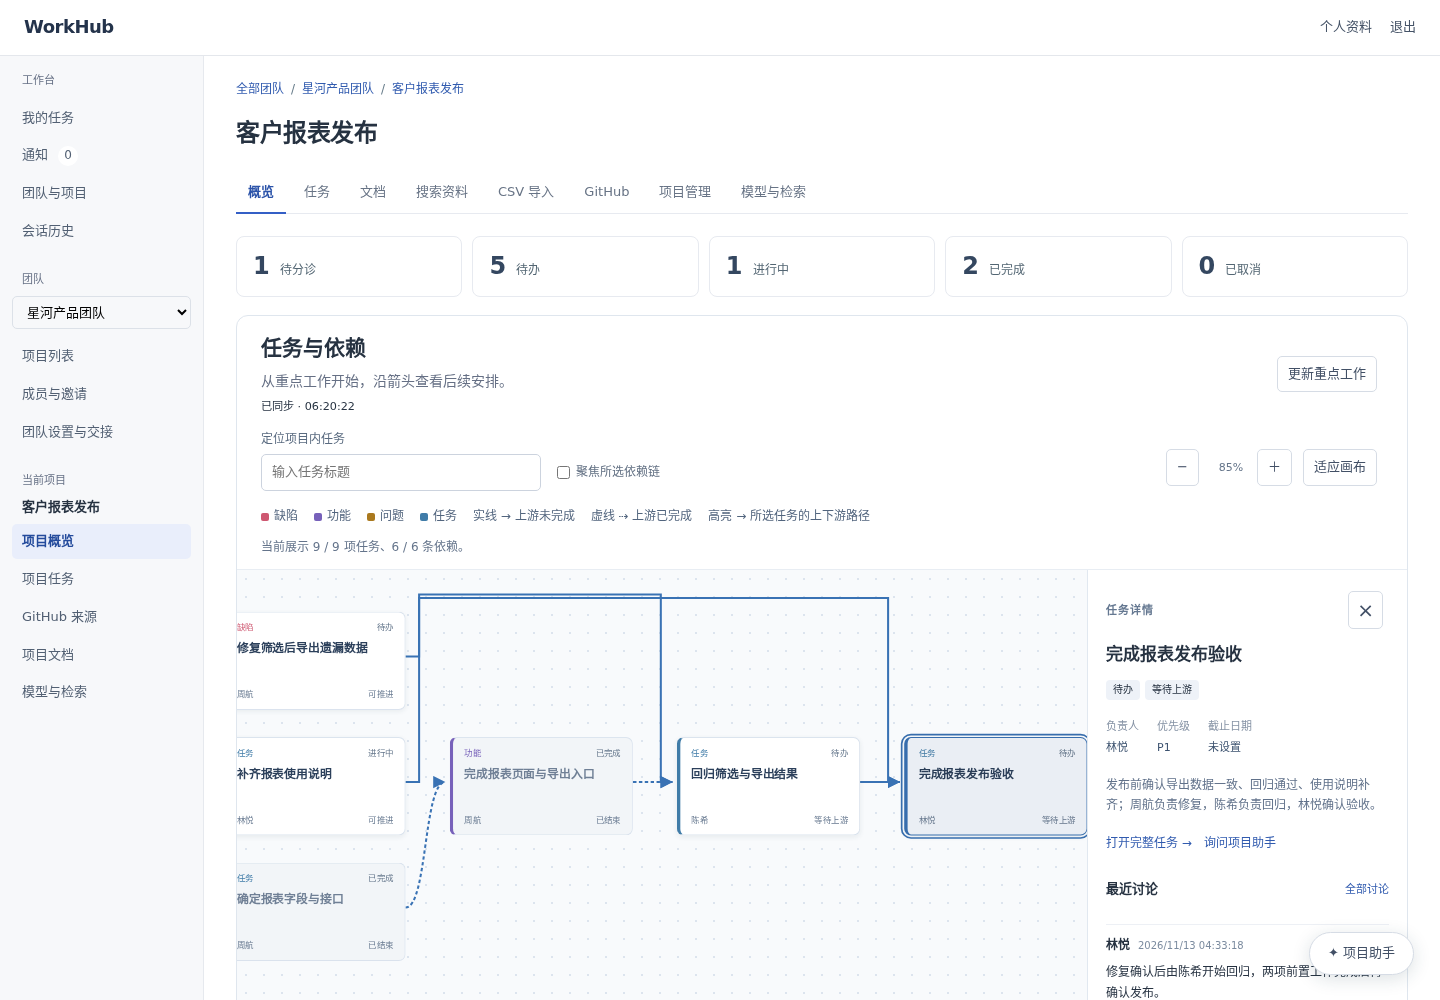 WorkHub
个人资料 退出
工作台
我的任务
通知 0
团队与项目
会话历史
团队
星河产品团队
项目列表
成员与邀请
团队设置与交接
当前项目
客户报表发布
项目概览
项目任务
GitHub 来源
项目文档
模型与检索
全部团队 / 星河产品团队 / 客户报表发布
客户报表发布
概览 任务 文档 搜索资料 CSV 导入 GitHub 项目管理 模型与检索
1 待分诊 5 待办 1 进行中 2 已完成 0 已取消
任务与依赖
从重点工作开始，沿箭头查看后续安排。
已同步 · 06:20:22
更新重点工作
定位项目内任务
输入任务标题 聚焦所选依赖链 − 85% + 适应画布
缺陷 功能 问题 任务 实线 → 上游未完成 虚线 ⇢ 上游已完成 高亮 → 所选任务的上下游路径
当前展示 9 / 9 项任务、6 / 6 条依赖。
缺陷 待办
修复筛选后导出遗漏数据
周航 可推进
任务 进行中
补齐报表使用说明
林悦 可推进
功能 已完成
完成报表页面与导出入口
周航 已结束
任务 待办
回归筛选与导出结果
陈希 等待上游
任务 待办
完成报表发布验收
林悦 等待上游
任务 已完成
确定报表字段与接口
周航 已结束
任务详情 ×
完成报表发布验收
待办 等待上游
负责人 优先级 截止日期
林悦 P1 未设置
发布前确认导出数据一致、回归通过、使用说明补
齐；周航负责修复，陈希负责回归，林悦确认验收。
打开完整任务 → 询问项目助手
最近讨论 全部讨论
林悦 2026/11/13 04:33:18
修复确认后由陈希开始回归，两项前置
确认发布。
✦ 项目助手